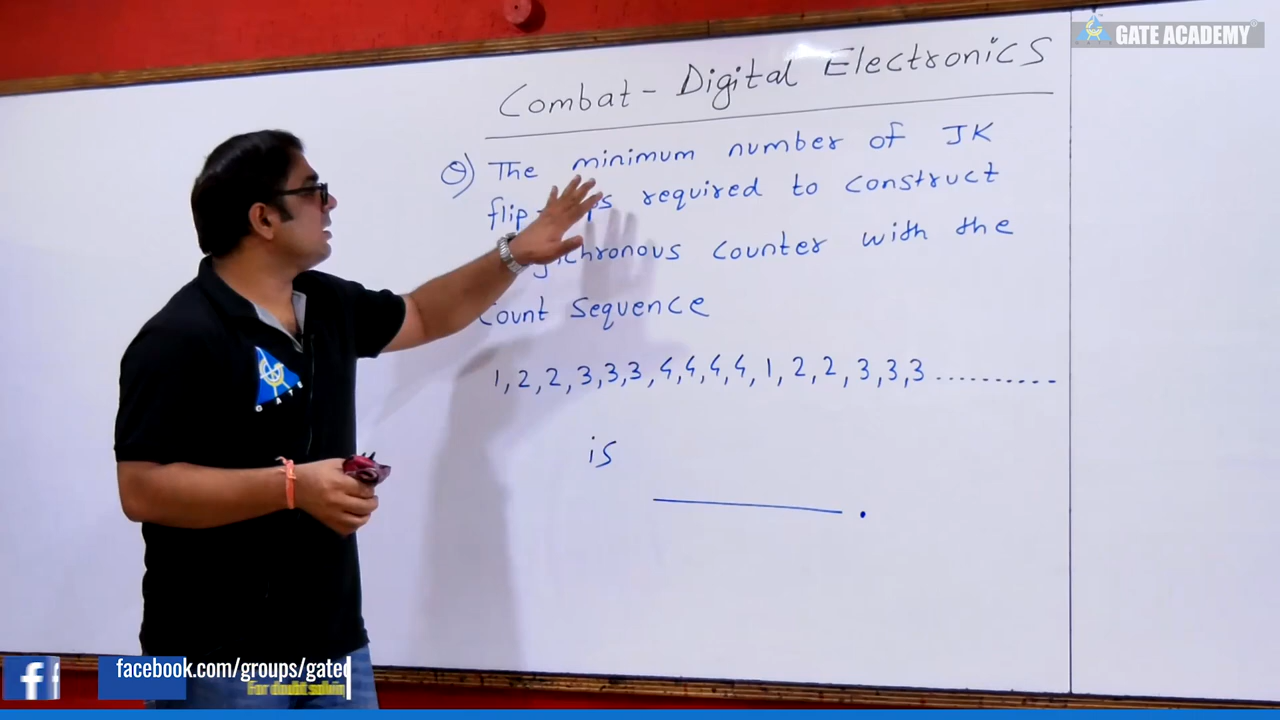 GATE ACADEMY
Combat - Digital Electronics
Q) The minimum number of JK
flip- required to construct
counter with the
Count Sequence
1, 2, 2, 3, 3, 3, 4, 4, 4, 4, 1, 2, 2, 3, 3, 3 ..........
is
GATE
facebook.com/groups/gate